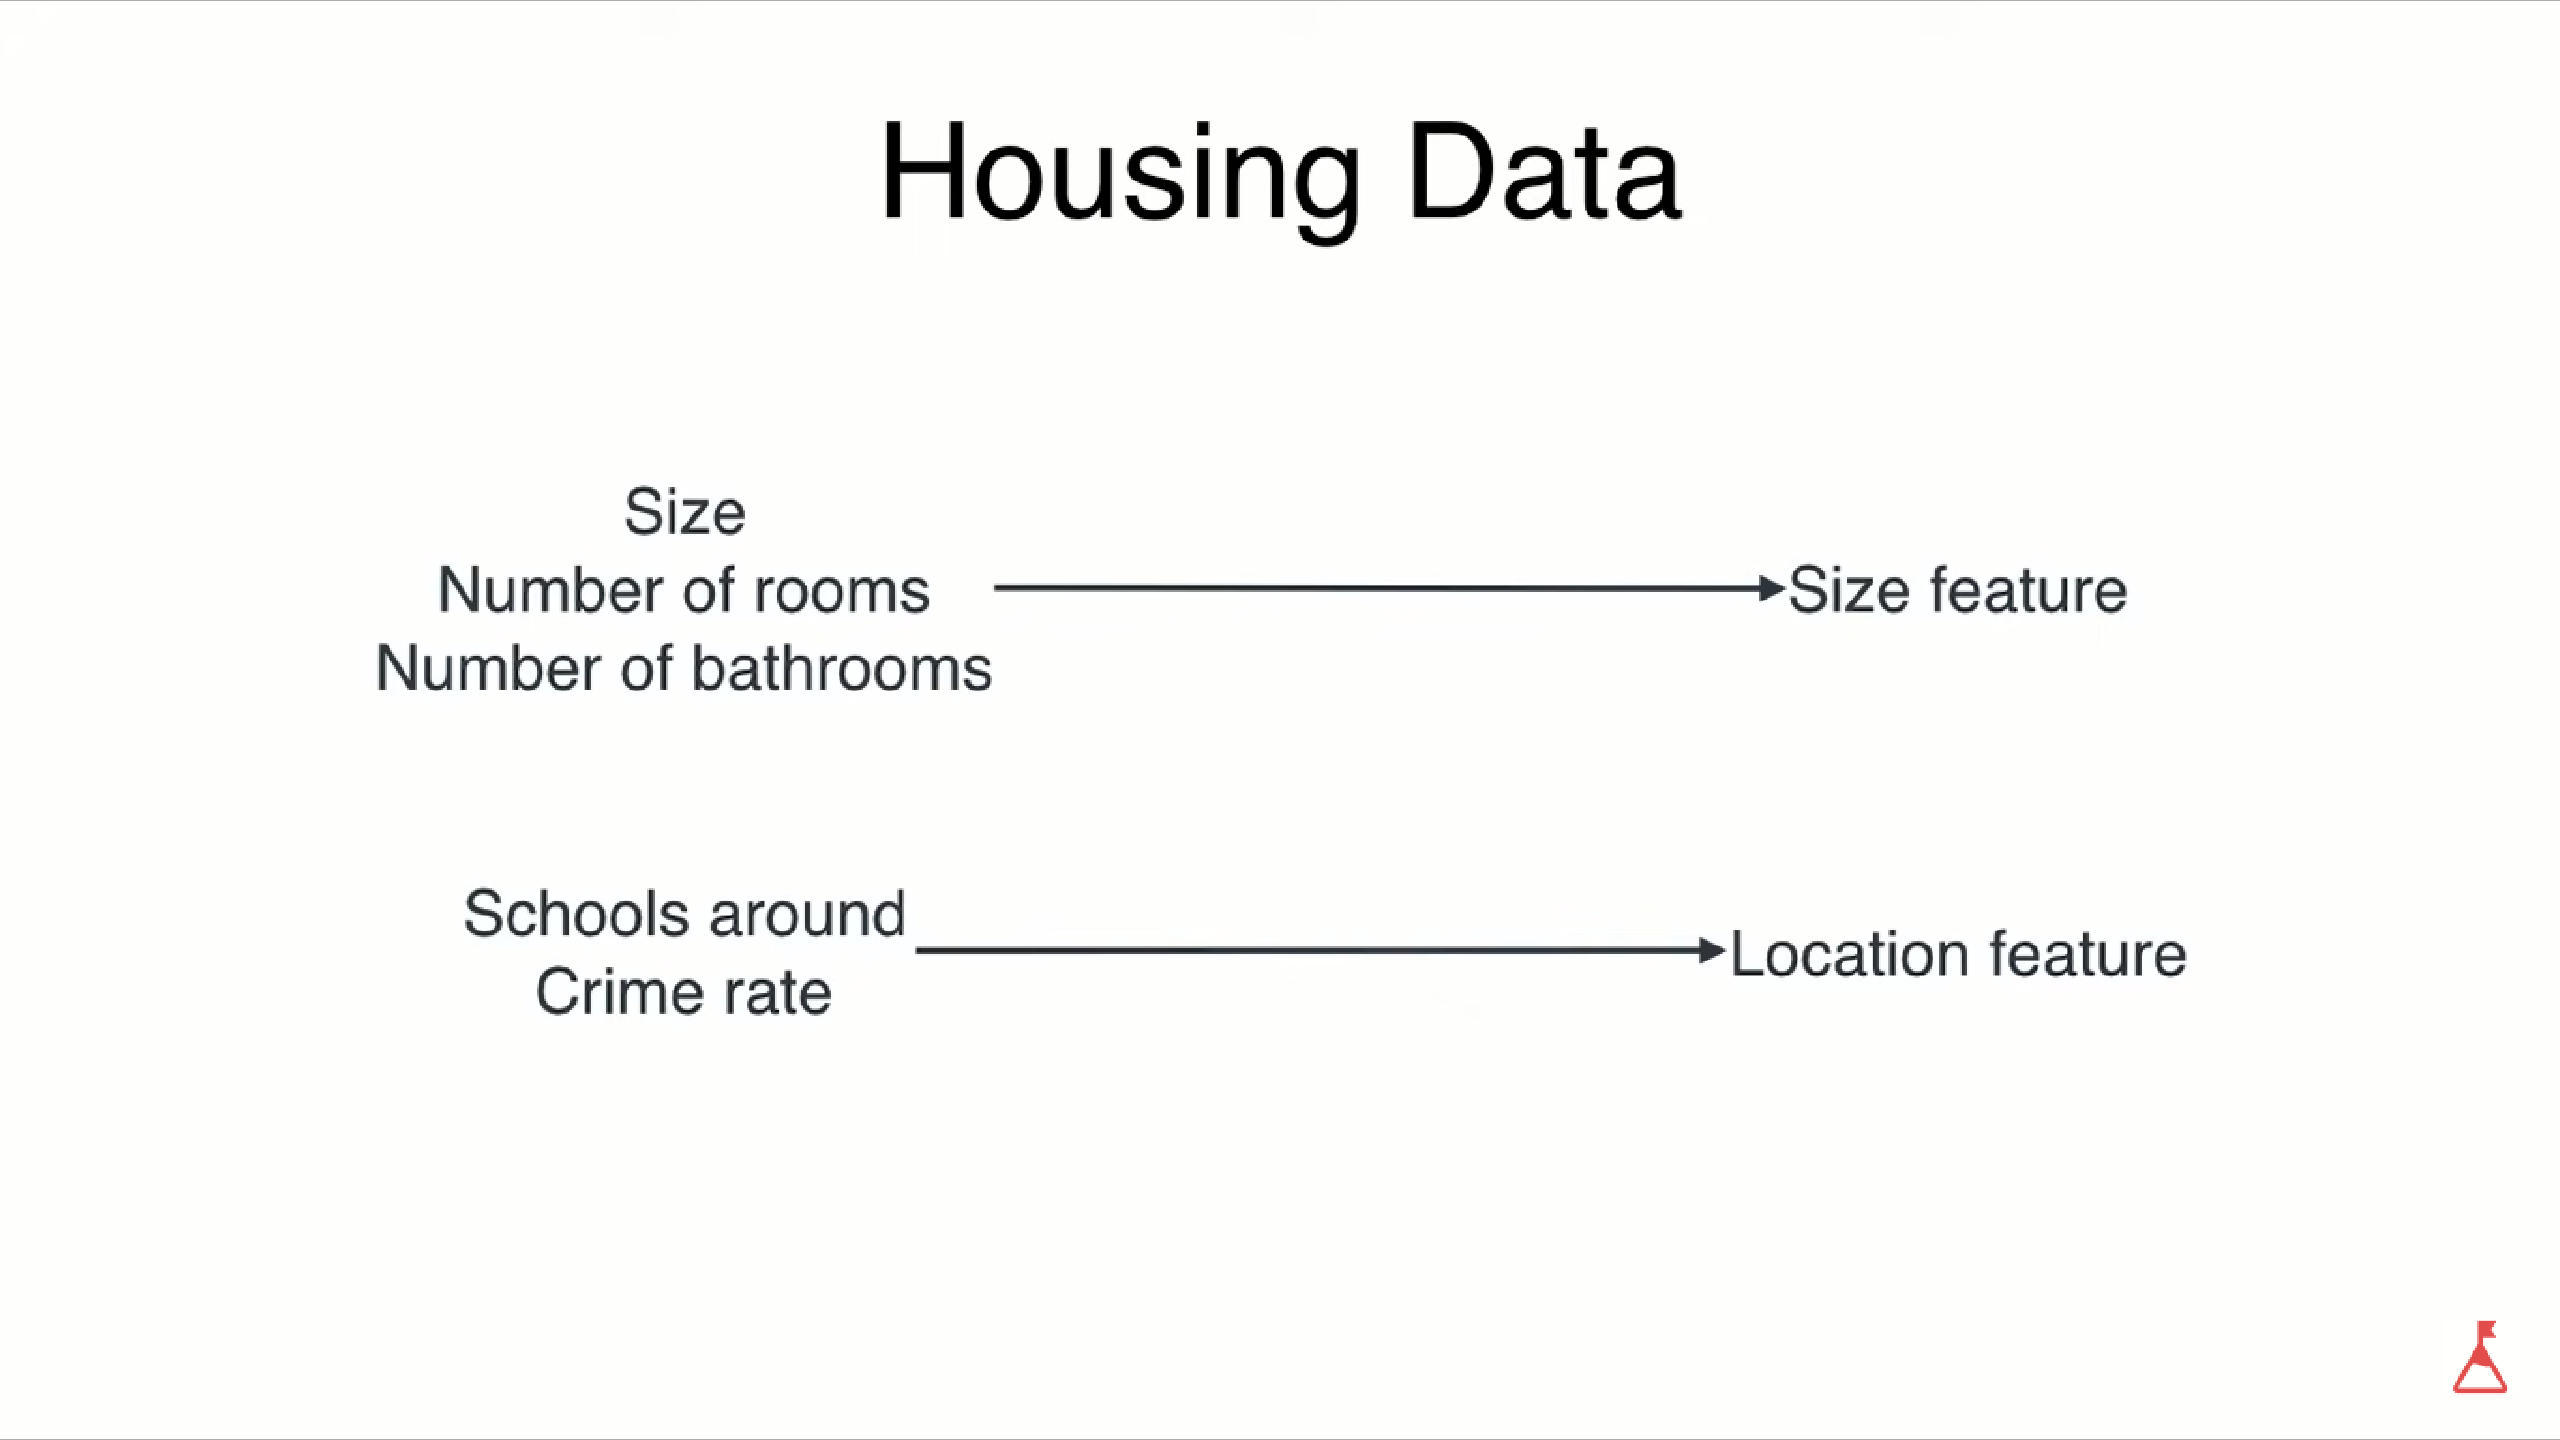 Housing Data
Size
Number of rooms
Number of bathrooms
Size feature
Schools around
Crime rate
Location feature